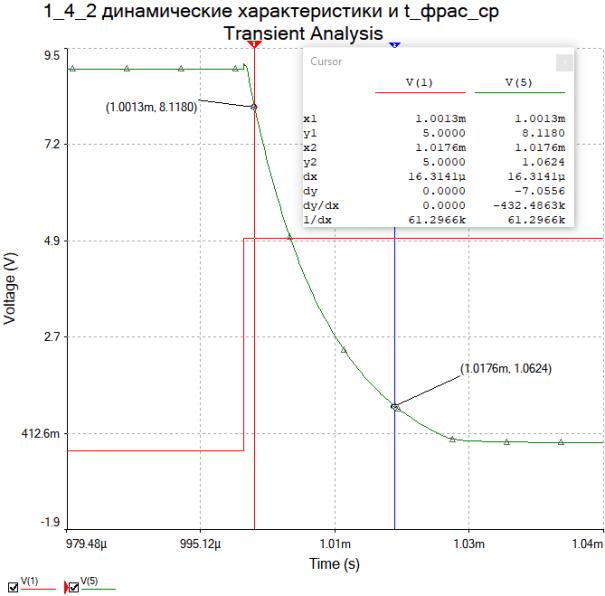 1_4_2 динамические характеристики и t_фрас_ср
Transient Analysis
Cursor
V(1) V(5)
x1 1.0013m 1.0013m
y1 5.0000 8.1180
x2 1.0176m 1.0176m
y2 5.0000 1.0624
dx 16.3141µ 16.3141µ
dy 0.0000 -7.0556
dy/dx 0.0000 -432.4863k
1/dx 61.2966k 61.2966k
(1.0013m, 8.1180)
(1.0176m, 1.0624)
Voltage (V)
9.5
7.2
4.9
2.7
412.6m
-1.9
979.48µ 995.12µ 1.01m 1.03m 1.04m
Time (s)
V(1) V(5)